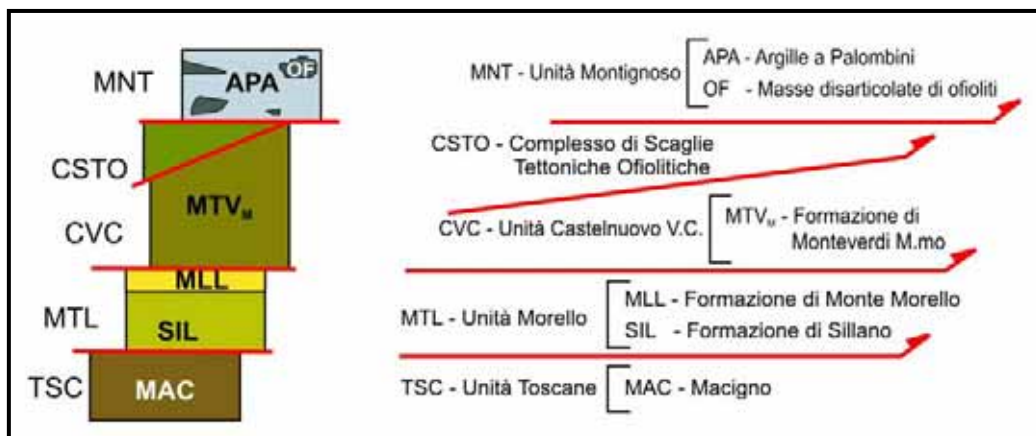 MNT
APA
OF
CSTO
MTVM
CVC
MLL
MTL
SIL
TSC
MAC
MNT - Unità Montignoso
APA - Argille a Palombini
OF - Masse disarticolate di ofioliti
CSTO - Complesso di Scaglie
Tettoniche Ofiolitiche
CVC - Unità Castelnuovo V.C.
MTVM - Formazione di
Monteverdi M.mo
MTL - Unità Morello
MLL - Formazione di Monte Morello
SIL - Formazione di Sillano
TSC - Unità Toscane
MAC - Macigno